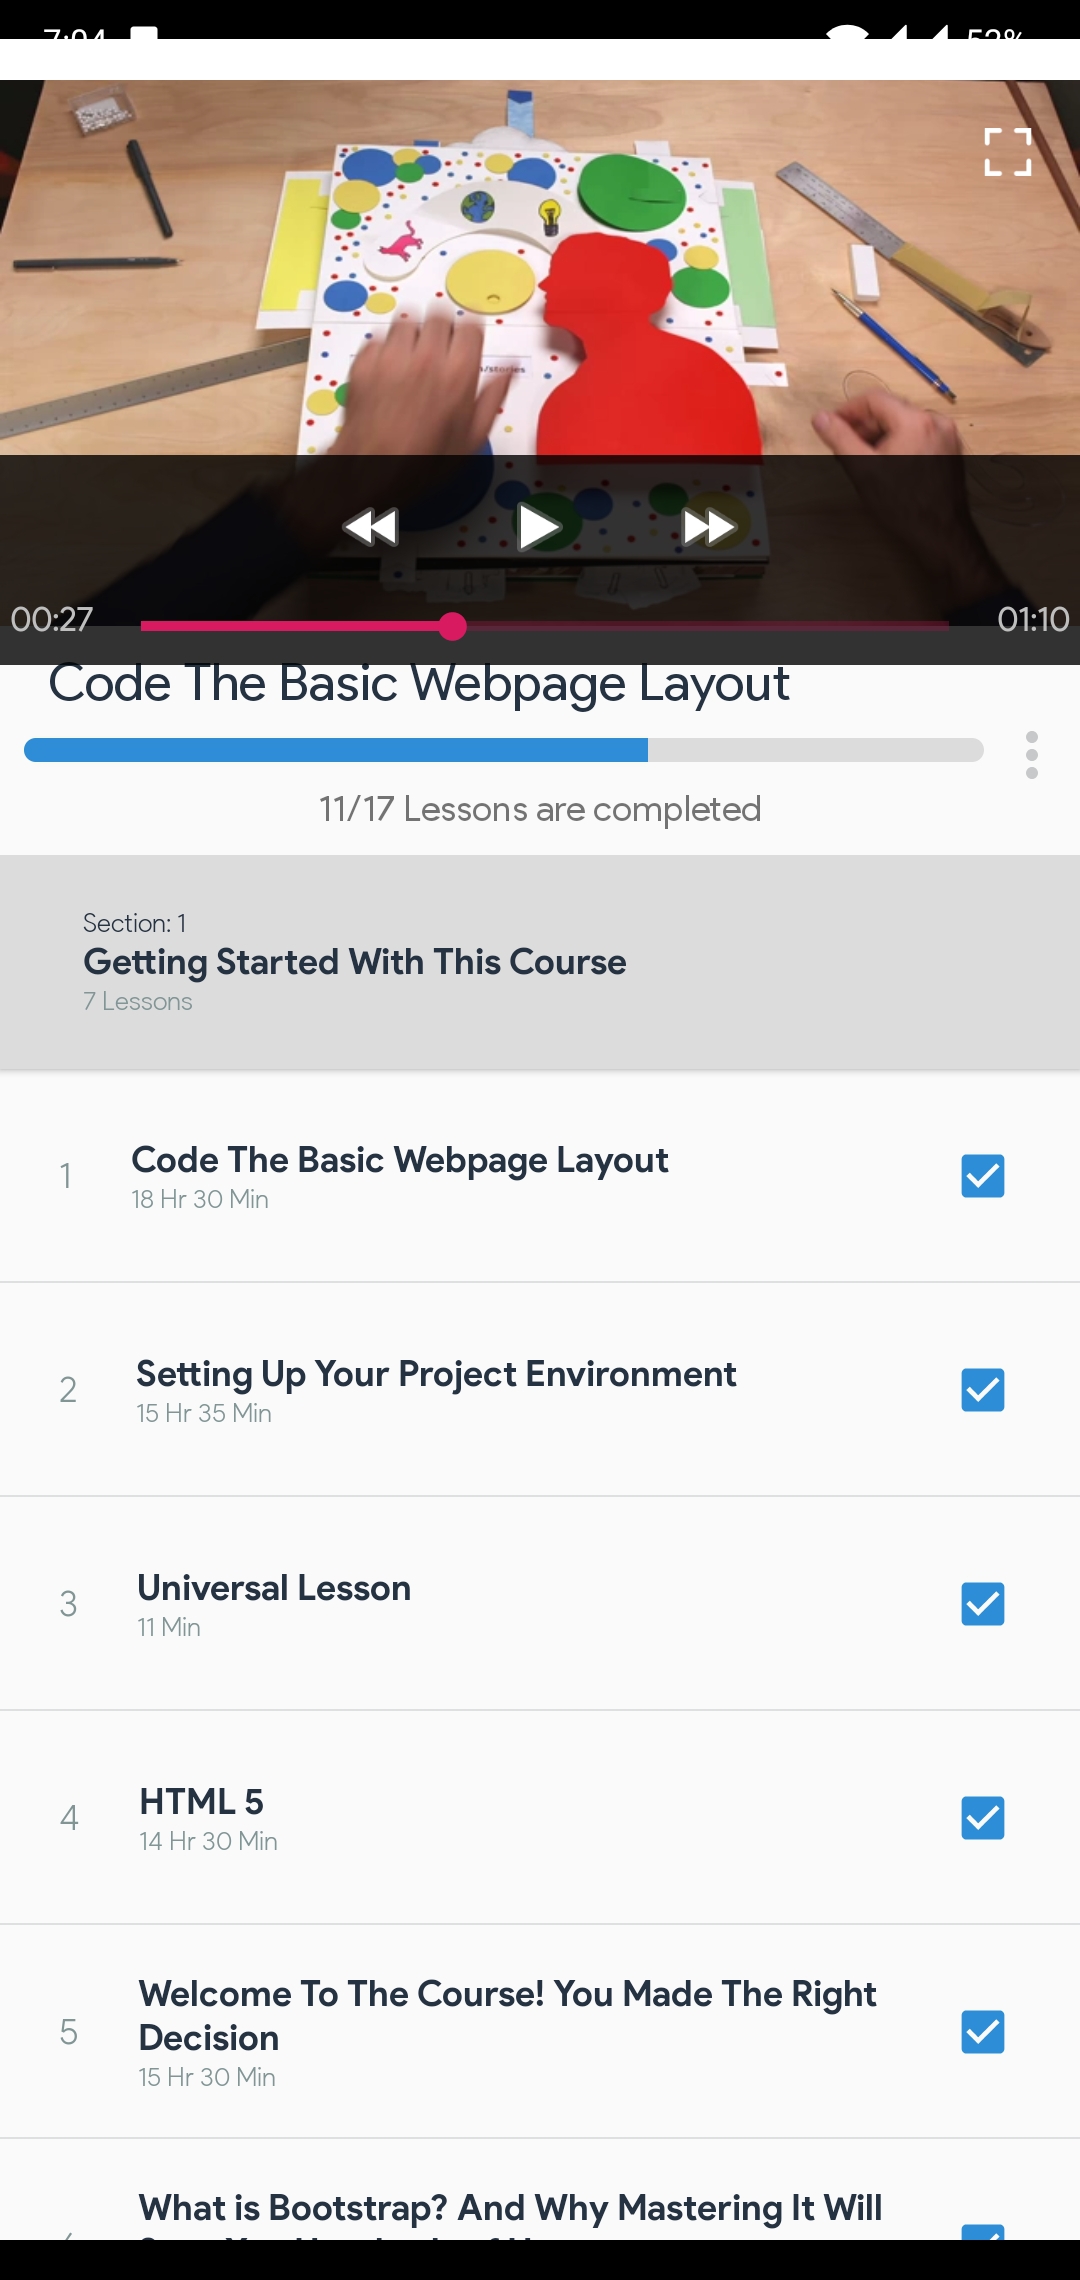 7:04 52%
/stories
00:27 01:10
Code The Basic Webpage Layout
11/17 Lessons are completed
Section: 1
Getting Started With This Course
7 Lessons
1 Code The Basic Webpage Layout
18 Hr 30 Min
2 Setting Up Your Project Environment
15 Hr 35 Min
3 Universal Lesson
11 Min
4 HTML 5
14 Hr 30 Min
5 Welcome To The Course! You Made The Right
Decision
15 Hr 30 Min
What is Bootstrap? And Why Mastering It Will